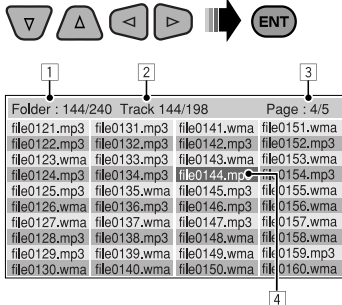 ENT
1 2 3
Folder : 144/240 Track 144/198 Page : 4/5
file0121.mp3 file0131.mp3 file0141.wma file0151.wma
file0122.mp3 file0132.mp3 file0142.wma file0152.mp3
file0123.wma file0133.mp3 file0143.wma file0153.wma
file0124.mp3 file0134.mp3 file0144.mp file0154.mp3
file0125.mp3 file0135.wma file0145.mp3 file0155.wma
file0126.wma file0136.mp3 file0146.mp3 file0156.wma
file0127.wma file0137.wma file0147.mp3 file0157.wma
file0128.mp3 file0138.mp3 file0148.wma file0158.wma
file0129.mp3 file0139.wma file0149.wma file0159.mp3
file0130.wma file0140.wma file0150.wma file0160.wma
4